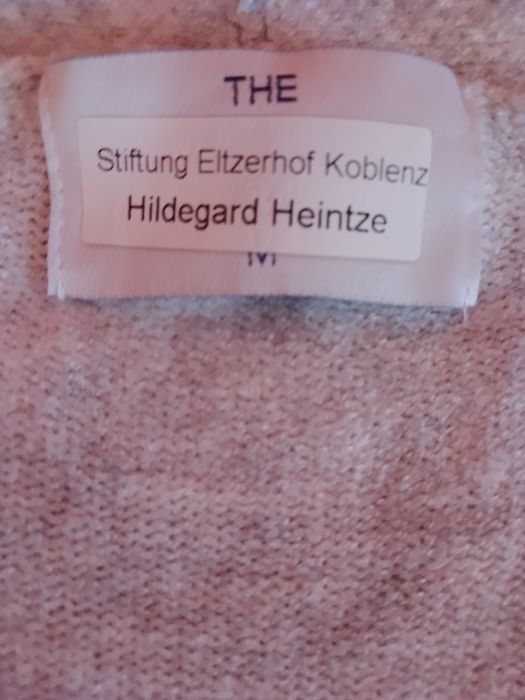 THE
Stiftung Eltzerhof Koblenz
Hildegard Heintze
M